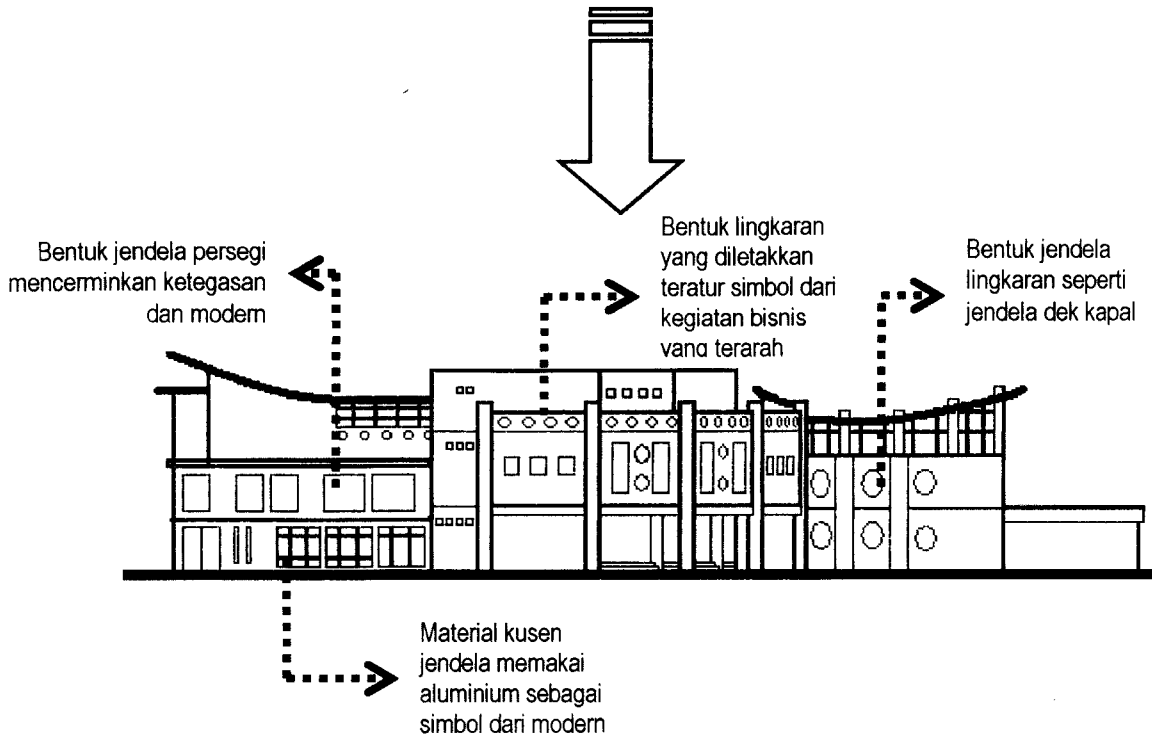 Bentuk jendela persegi
mencerminkan ketegasan
dan modern
Bentuk lingkaran
yang diletakkan
teratur simbol dari
kegiatan bisnis
yang terarah
Bentuk jendela
lingkaran seperti
jendela dek kapal
Material kusen
jendela memakai
aluminium sebagai
simbol dari modern